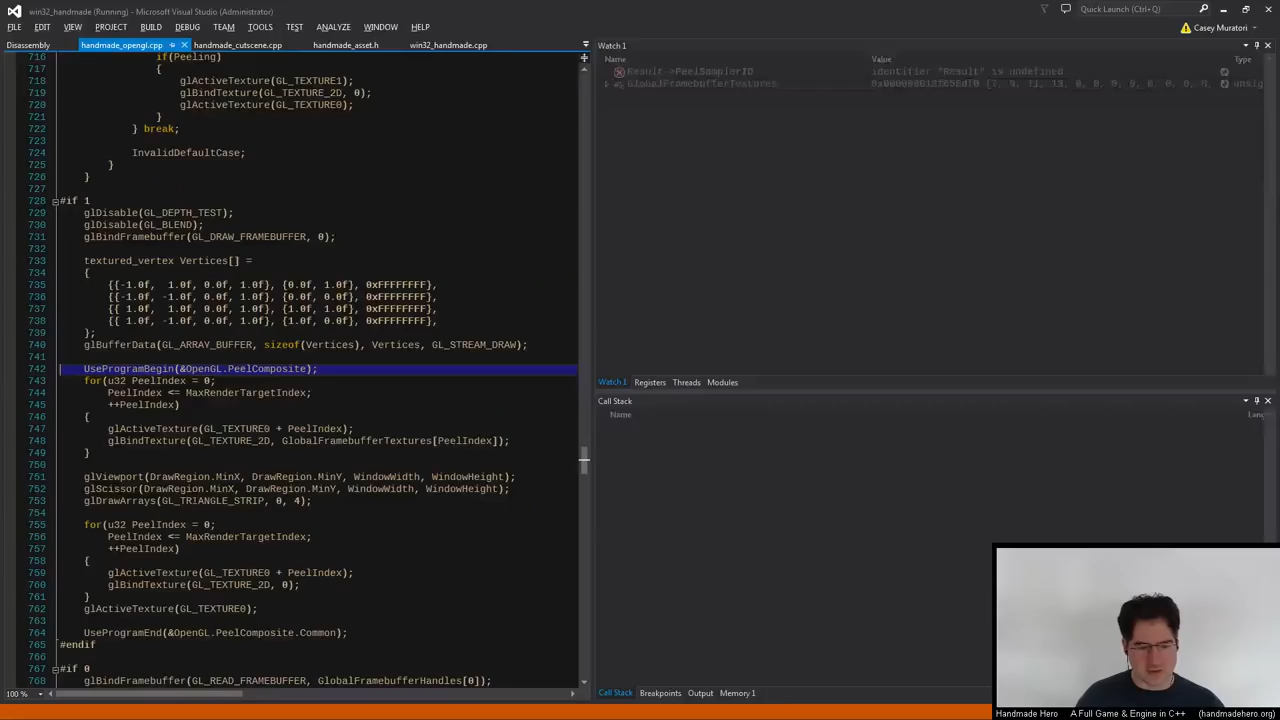 win32_handmade (Running) - Microsoft Visual Studio (Administrator)
Quick Launch (Ctrl+Q)
FILE EDIT VIEW PROJECT BUILD DEBUG TEAM TOOLS TEST ANALYZE WINDOW HELP
Casey Muratori
Disassembly handmade_opengl.cpp handmade_cutscene.cpp handmade_asset.h win32_handmade.cpp
716 if(Peeling)
717 {
718 glActiveTexture(GL_TEXTURE1);
719 glBindTexture(GL_TEXTURE_2D, 0);
720 glActiveTexture(GL_TEXTURE0);
721 }
722 } break;
723
724 InvalidDefaultCase;
725 }
726 }
727
728 #if 1
729 glDisable(GL_DEPTH_TEST);
730 glDisable(GL_BLEND);
731 glBindFramebuffer(GL_DRAW_FRAMEBUFFER, 0);
732
733 textured_vertex Vertices[] =
734 {
735 {{-1.0f, 1.0f, 0.0f, 1.0f}, {0.0f, 1.0f}, 0xFFFFFFFF},
736 {{-1.0f, -1.0f, 0.0f, 1.0f}, {0.0f, 0.0f}, 0xFFFFFFFF},
737 {{ 1.0f, 1.0f, 0.0f, 1.0f}, {1.0f, 1.0f}, 0xFFFFFFFF},
738 {{ 1.0f, -1.0f, 0.0f, 1.0f}, {1.0f, 0.0f}, 0xFFFFFFFF},
739 };
740 glBufferData(GL_ARRAY_BUFFER, sizeof(Vertices), Vertices, GL_STREAM_DRAW);
741
742 UseProgramBegin(&OpenGL.PeelComposite);
743 for(u32 PeelIndex = 0;
744 PeelIndex <= MaxRenderTargetIndex;
745 ++PeelIndex)
746 {
747 glActiveTexture(GL_TEXTURE0 + PeelIndex);
748 glBindTexture(GL_TEXTURE_2D, GlobalFramebufferTextures[PeelIndex]);
749 }
750
751 glViewport(DrawRegion.MinX, DrawRegion.MinY, WindowWidth, WindowHeight);
752 glScissor(DrawRegion.MinX, DrawRegion.MinY, WindowWidth, WindowHeight);
753 glDrawArrays(GL_TRIANGLE_STRIP, 0, 4);
754
755 for(u32 PeelIndex = 0;
756 PeelIndex <= MaxRenderTargetIndex;
757 ++PeelIndex)
758 {
759 glActiveTexture(GL_TEXTURE0 + PeelIndex);
760 glBindTexture(GL_TEXTURE_2D, 0);
761 }
762 glActiveTexture(GL_TEXTURE0);
763
764 UseProgramEnd(&OpenGL.PeelComposite.Common);
765 #endif
766
767 #if 0
768 glBindFramebuffer(GL_READ_FRAMEBUFFER, GlobalFramebufferHandles[0]);
100 %
Watch 1
Name Value Type
Result->PeelSamplerID identifier "Result" is undefined
GlobalFramebufferTextures
Watch 1 Registers Threads Modules
Call Stack
Name Lang
Call Stack Breakpoints Output Memory 1
Handmade Hero A Full Game & Engine in C++ (handmadehero.org)